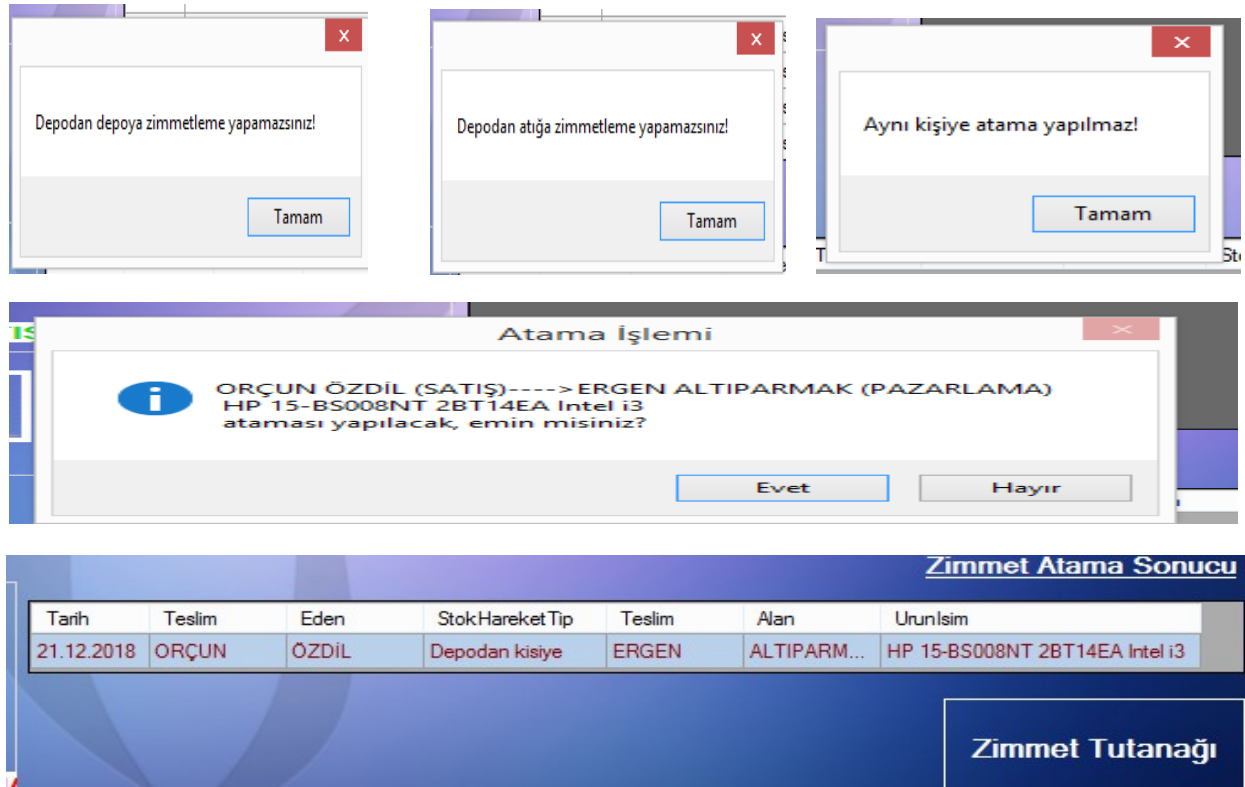 Depodan depoya zimmetleme yapamazsınız!
Tamam
Depodan atığa zimmetleme yapamazsınız!
Tamam
Aynı kişiye atama yapılmaz!
Tamam
Atama İşlemi
ORÇUN ÖZDİL (SATIŞ)---->ERGEN ALTIPARMAK (PAZARLAMA)
HP 15-BS008NT 2BT14EA Intel i3
ataması yapılacak, emin misiniz?
Evet Hayır
Zimmet Atama Sonucu
Tarih Teslim Eden StokHareketTip Teslim Alan UrunIsim
21.12.2018 ORÇUN ÖZDİL Depodan kisiye ERGEN ALTIPARM... HP 15-BS008NT 2BT14EA Intel i3
Zimmet Tutanağı